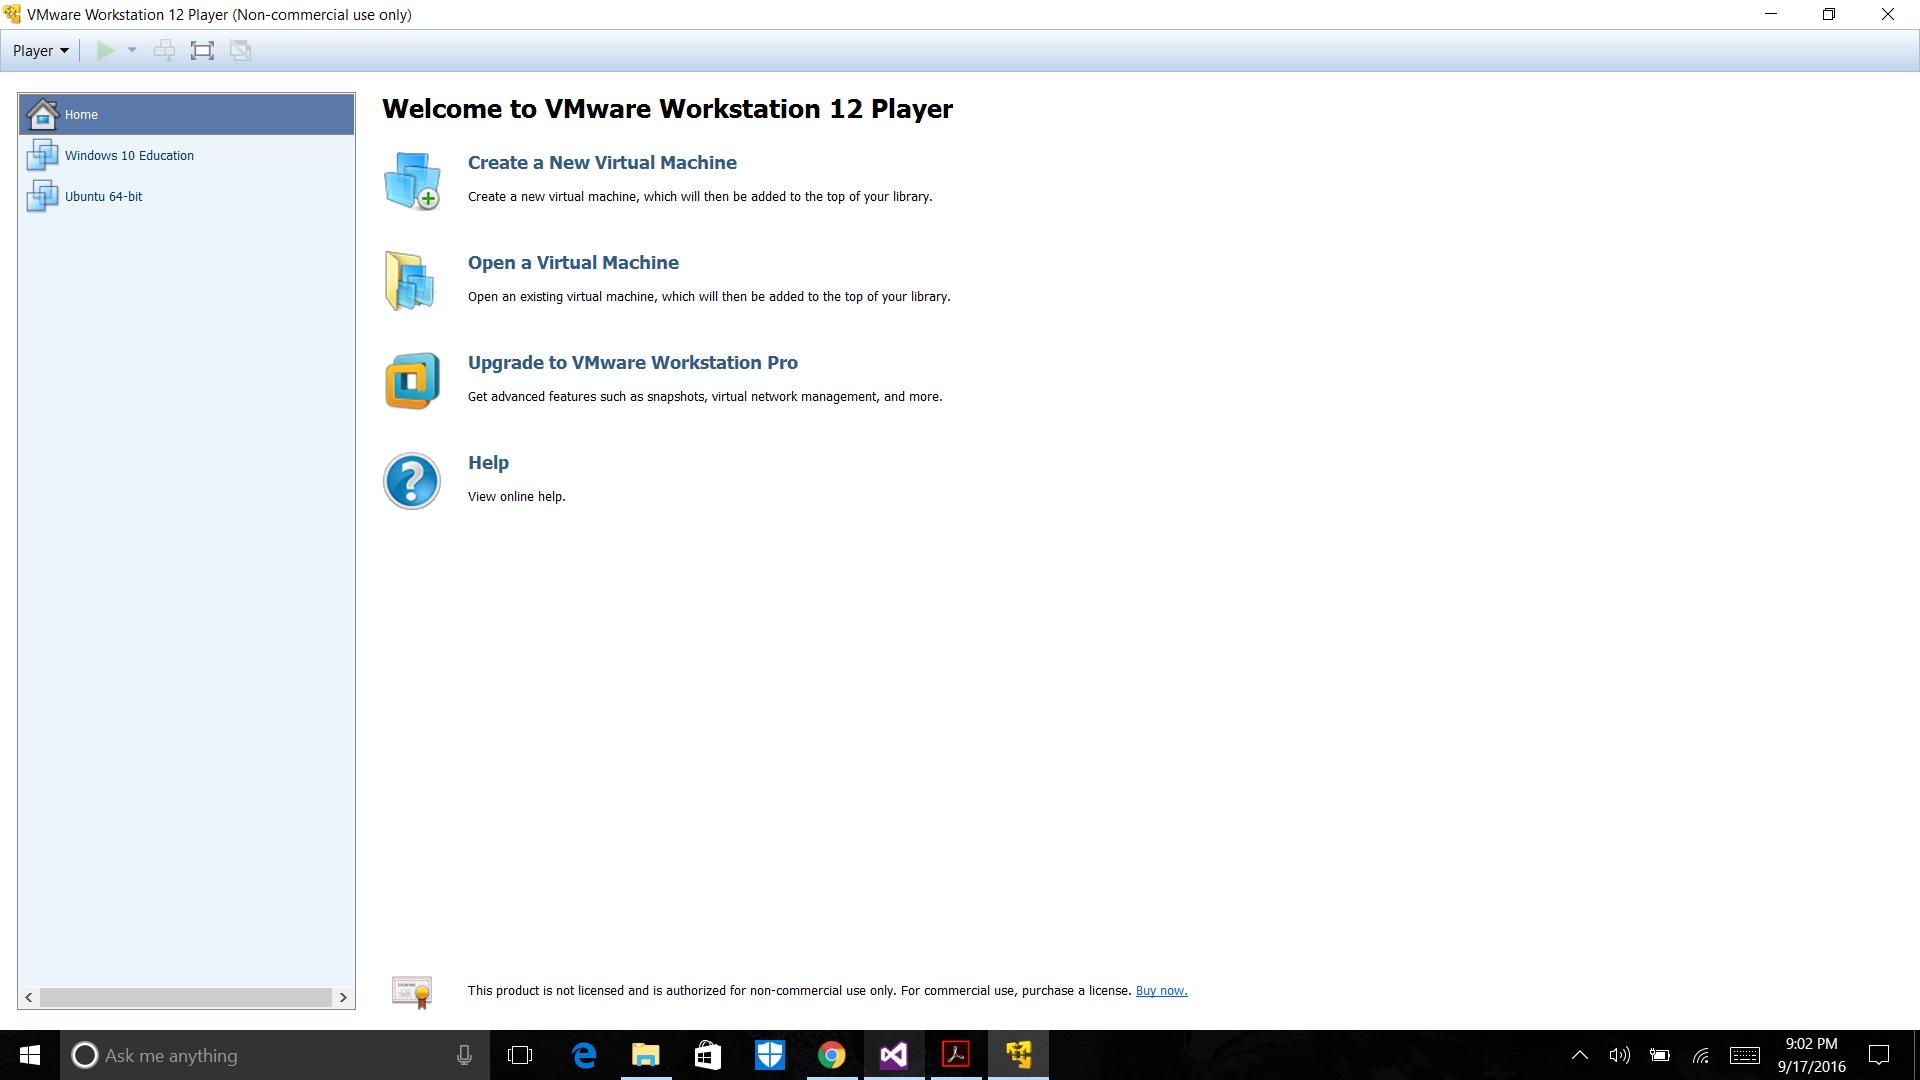 VMware Workstation 12 Player (Non-commercial use only)
Player
Home
Windows 10 Education
Ubuntu 64-bit
Welcome to VMware Workstation 12 Player
Create a New Virtual Machine
Create a new virtual machine, which will then be added to the top of your library.
Open a Virtual Machine
Open an existing virtual machine, which will then be added to the top of your library.
Upgrade to VMware Workstation Pro
Get advanced features such as snapshots, virtual network management, and more.
Help
View online help.
This product is not licensed and is authorized for non-commercial use only. For commercial use, purchase a license. Buy now.
Ask me anything
9:02 PM
9/17/2016